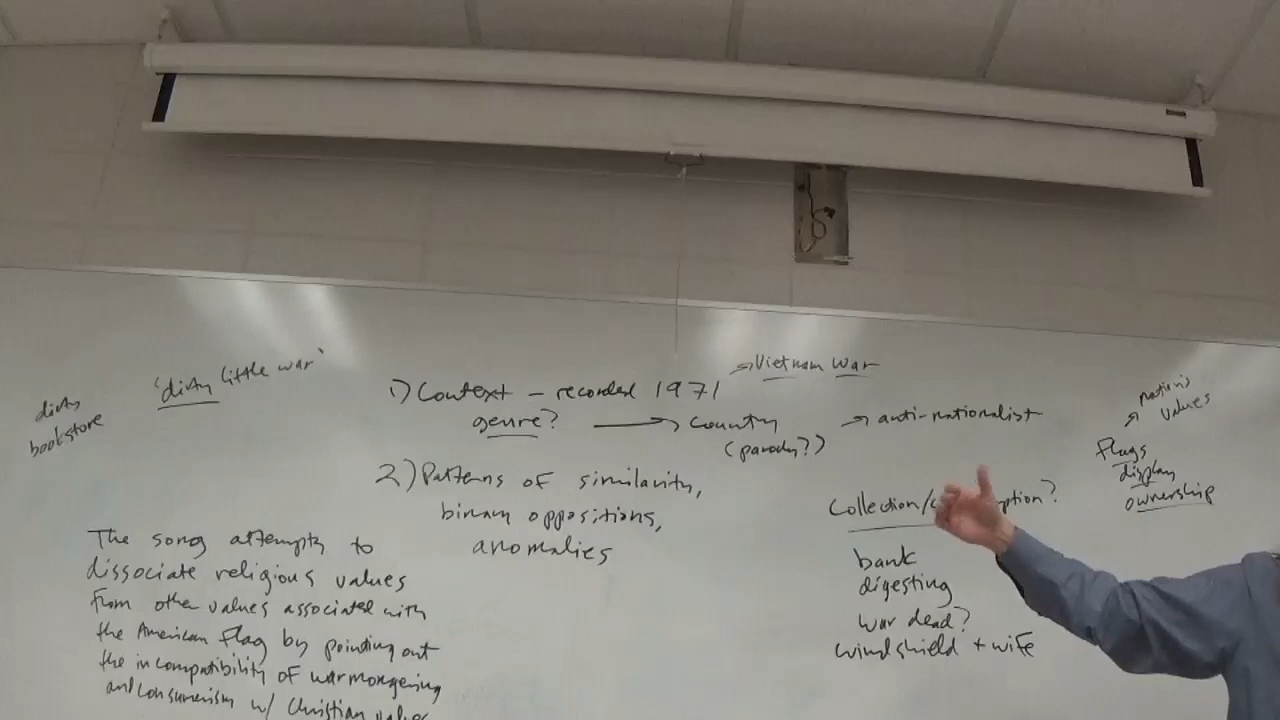 dirty
bookstore
'dirty little war'
1) Context – recorded 1971
→ Vietnam War
genre? → Country → anti-nationalist
(parody?)
2) Patterns of similarity,
binary oppositions,
anomalies
The song attempts to
dissociate religious values
from other values associated with
the American Flag by pointing out
the incompatibility of warmongering
and consumerism w/ Christian values
nation's
values
flags
display
ownership
Collection/
bank
digesting
war dead?
windshield + wife